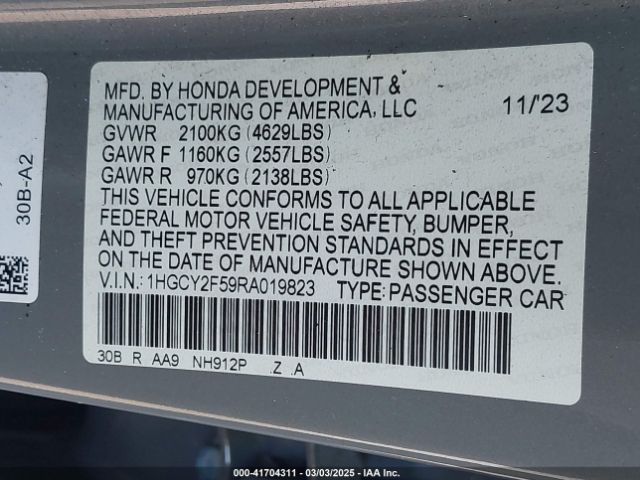 MFD. BY HONDA DEVELOPMENT &
MANUFACTURING OF AMERICA, LLC 11/'23
GVWR 2100KG (4629LBS)
GAWR F 1160KG (2557LBS)
GAWR R 970KG (2138LBS)
THIS VEHICLE CONFORMS TO ALL APPLICABLE
FEDERAL MOTOR VEHICLE SAFETY, BUMPER,
AND THEFT PREVENTION STANDARDS IN EFFECT
ON THE DATE OF MANUFACTURE SHOWN ABOVE.
V.I.N.: 1HGCY2F59RA019823 TYPE: PASSENGER CAR
30B R AA9 NH912P .Z .A
30B-A2
000-41704311 — 03/03/2025 — IAA Inc.